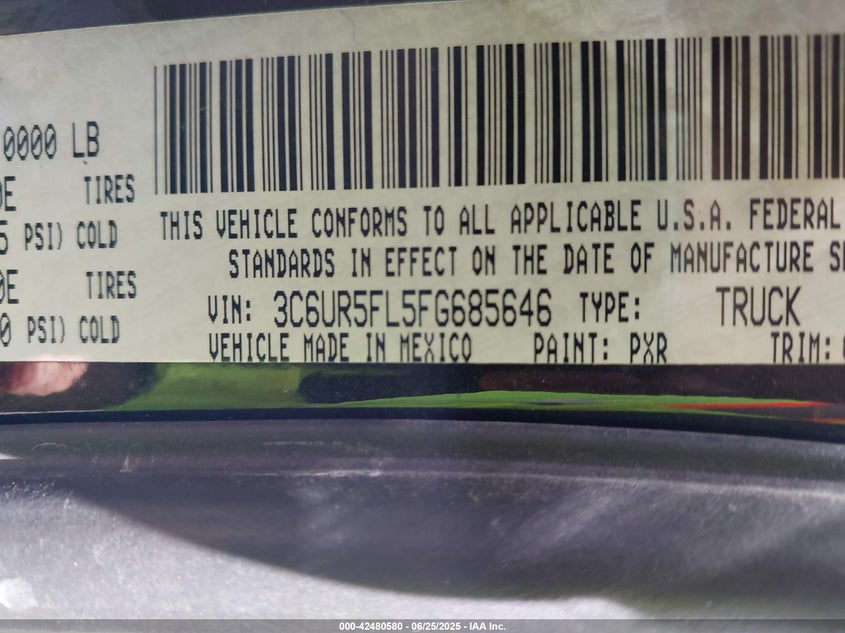 0000 LB
TIRES
PSI) COLD
TIRES
PSI) COLD
THIS VEHICLE CONFORMS TO ALL APPLICABLE U.S.A. FEDERAL
STANDARDS IN EFFECT ON THE DATE OF MANUFACTURE
VIN: 3C6UR5FL5FG685646 TYPE: TRUCK
VEHICLE MADE IN MEXICO PAINT: PXR TRIM:
000-42480580 - 06/25/2025 - IAA Inc.